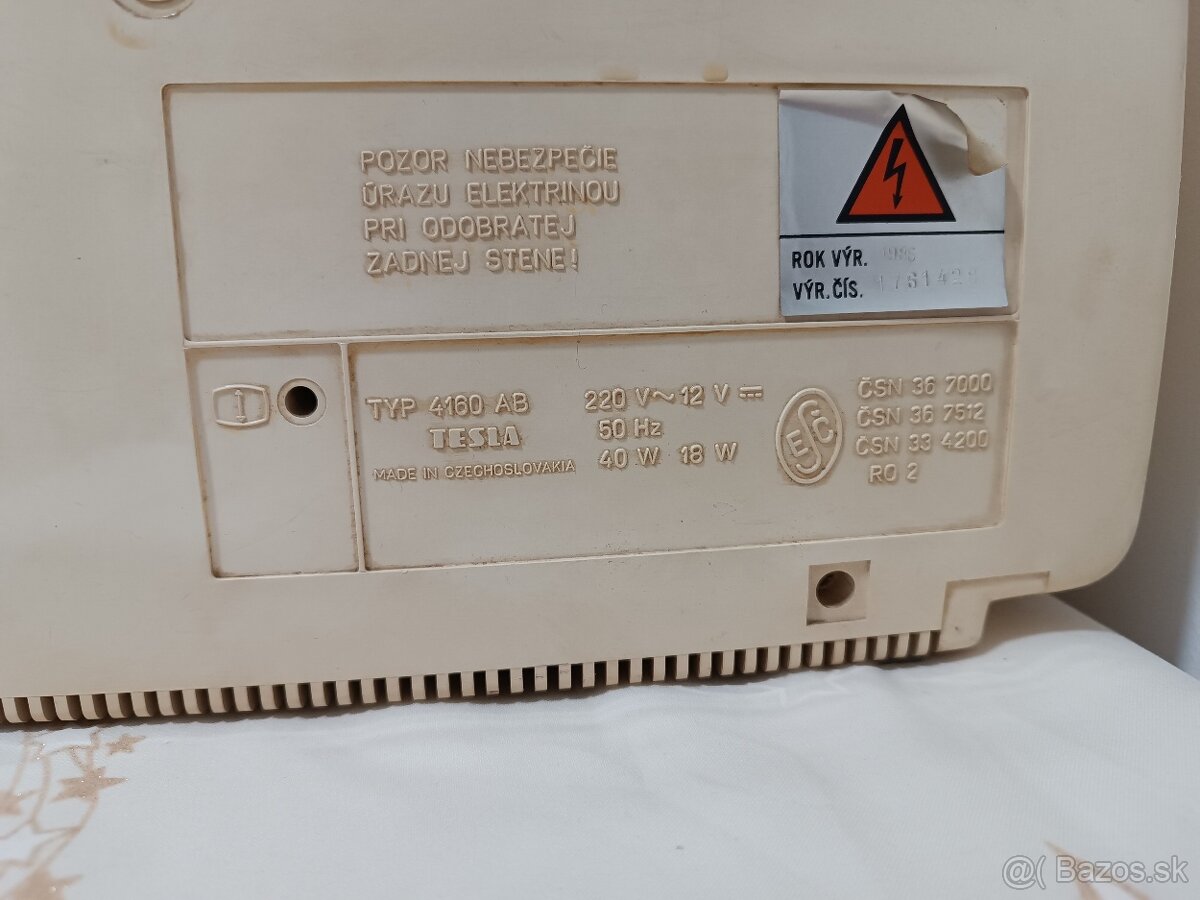 POZOR NEBEZPEČIE
ÚRAZU ELEKTRINOU
PRI ODOBRATEJ
ZADNEJ STENE!
ROK VÝR.
VÝR.ČÍS.
TYP 4160 AB
TESLA
MADE IN CZECHOSLOVAKIA
220 V~ 12 V ⎓
50 Hz
40 W 18 W
ESČ
ČSN 36 7000
ČSN 36 7512
ČSN 33 4200
RO 2
@( Bazos.sk